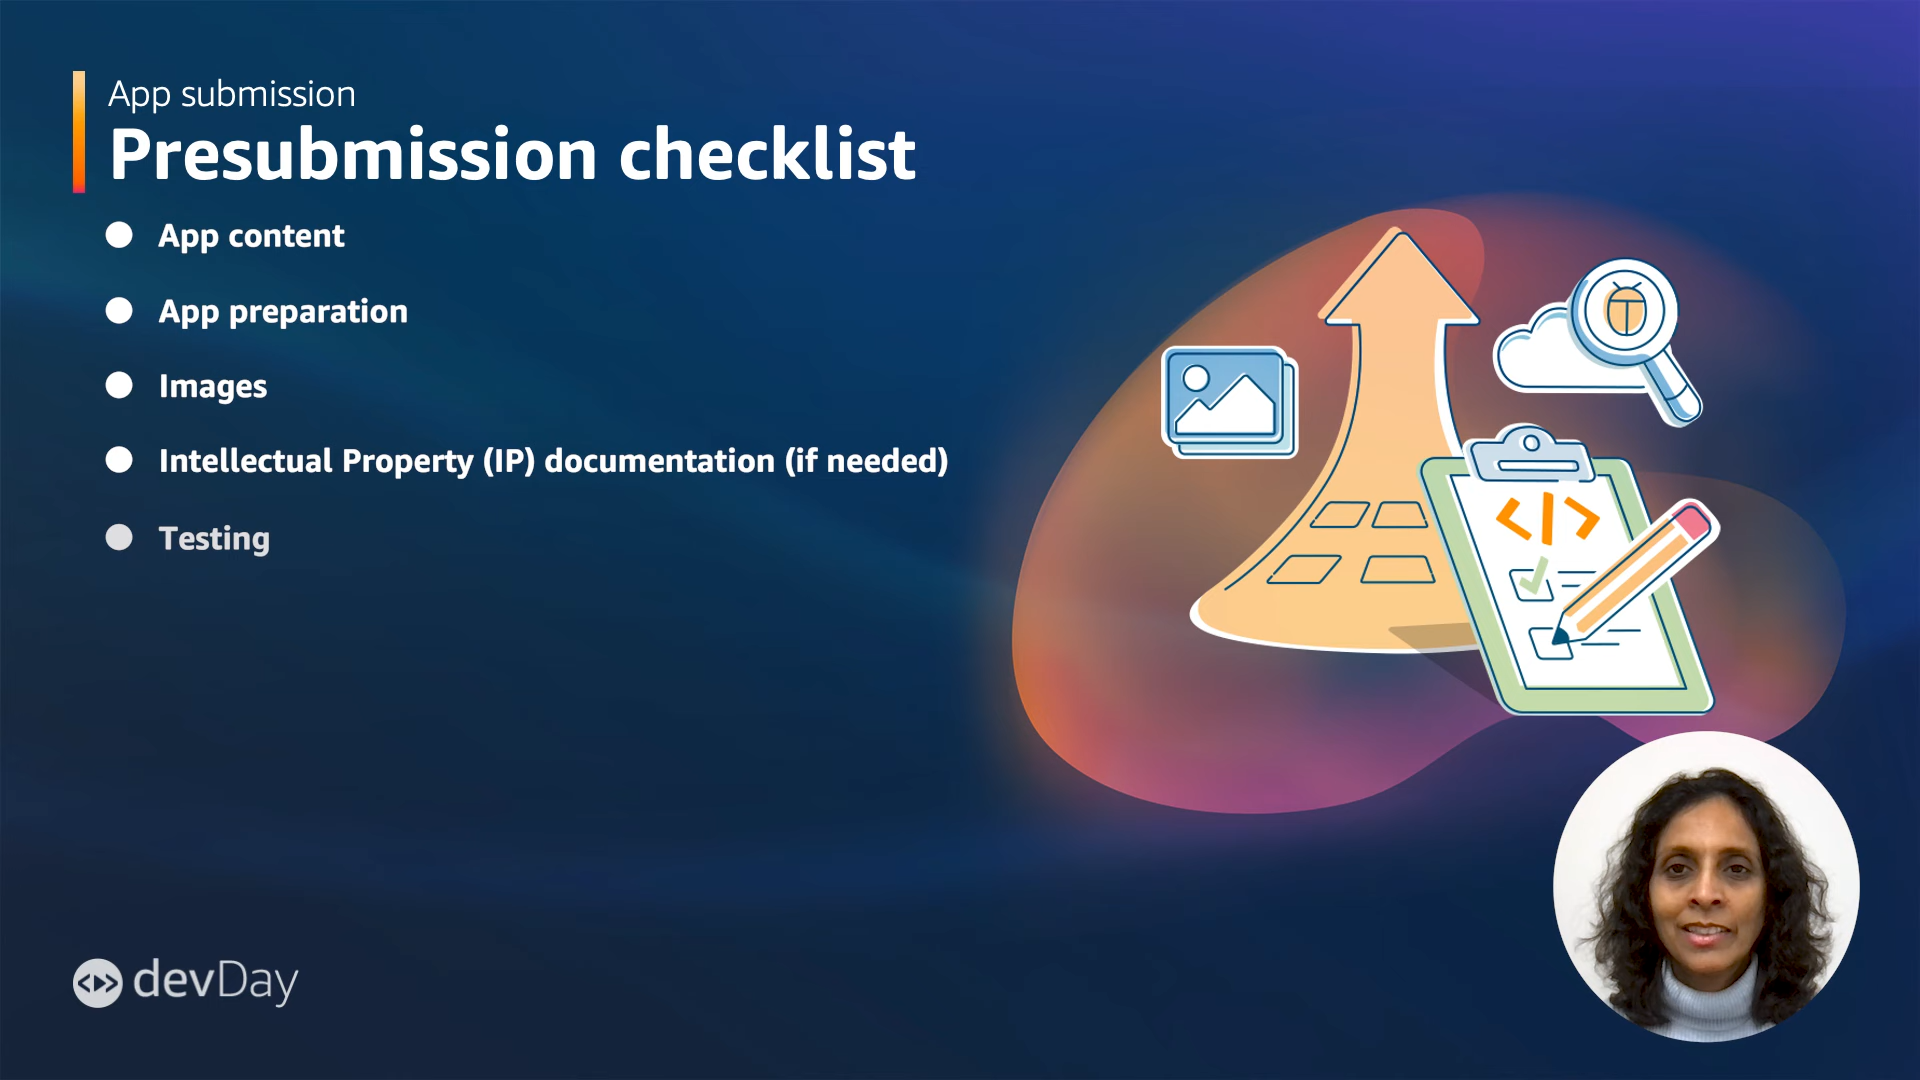 App submission
Presubmission checklist
App content
App preparation
Images
Intellectual Property (IP) documentation (if needed)
Testing
devDay